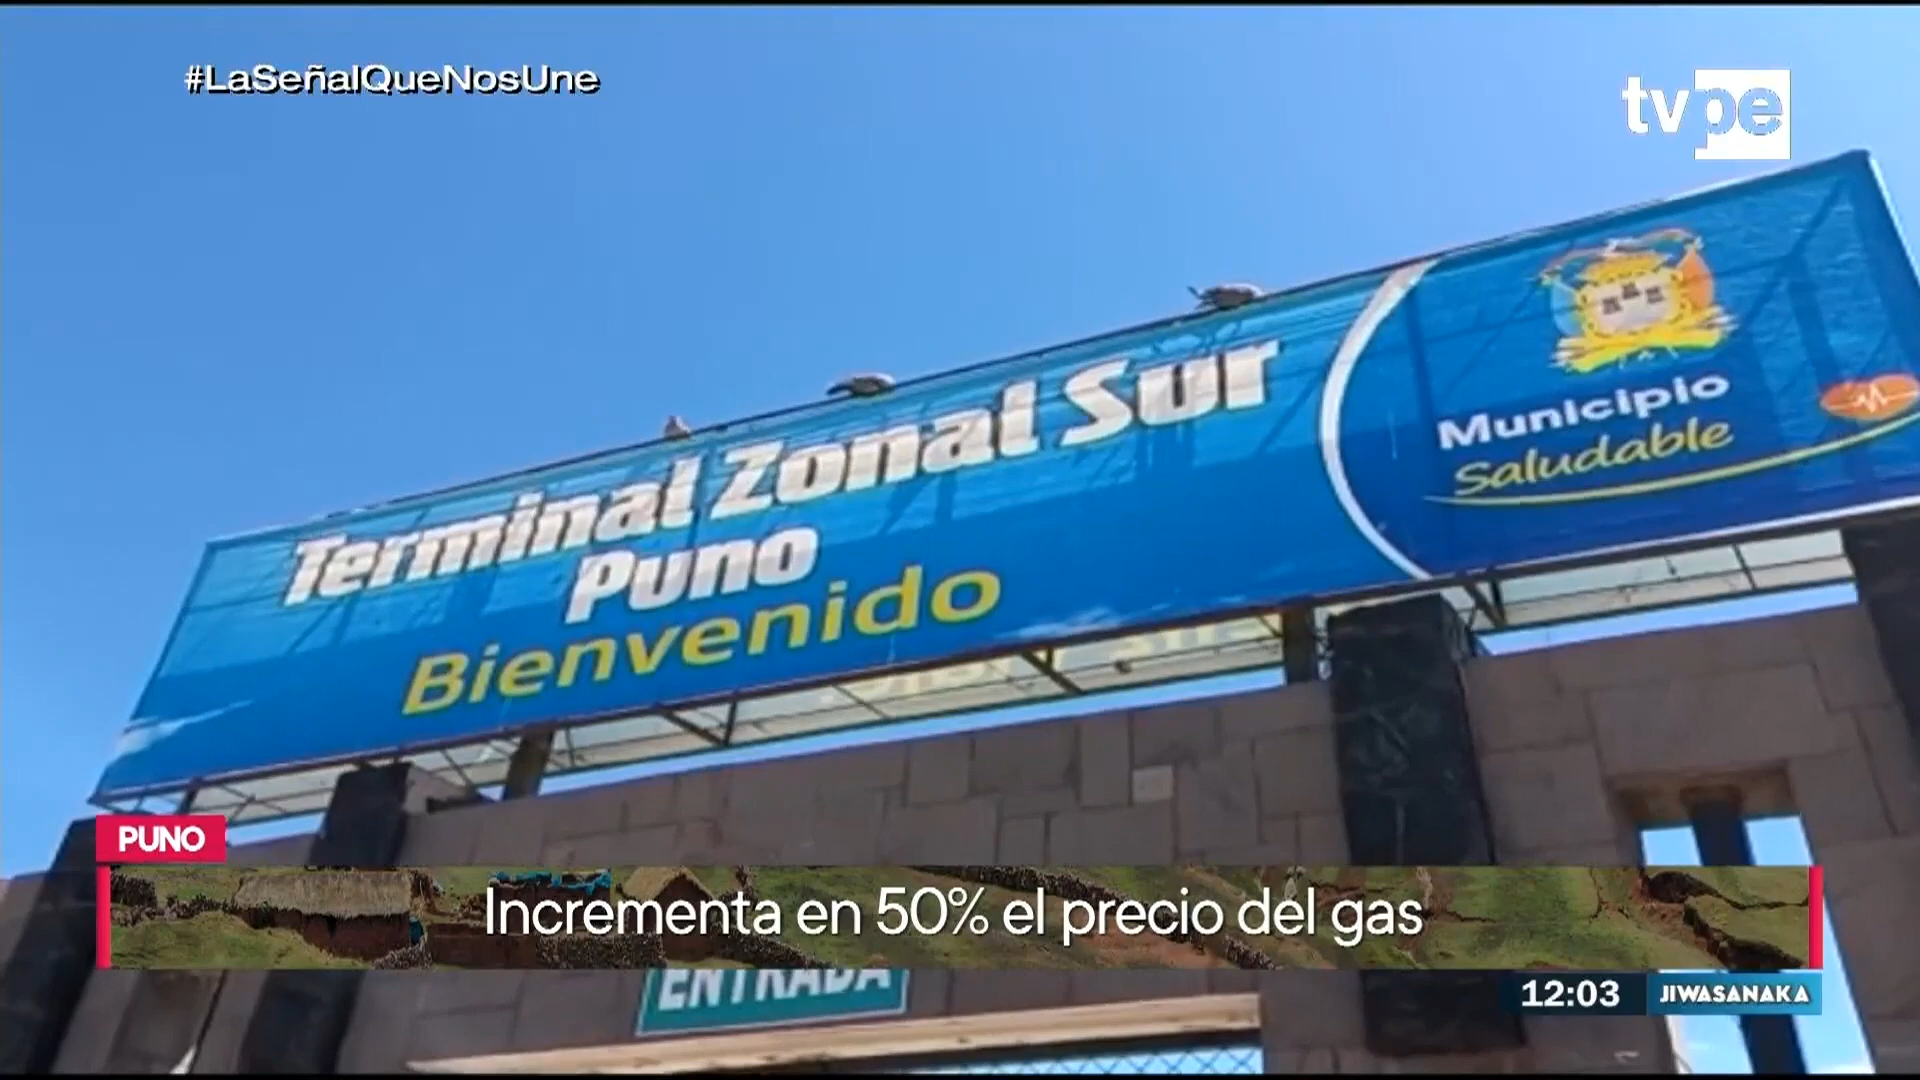 #LaSeñalQueNosUne
tvpe
Terminal Zonal Sur
Puno
Bienvenido
Municipio
Saludable
PUNO
Incrementa en 50% el precio del gas
ENTRADA
12:03 JIWASANAKA